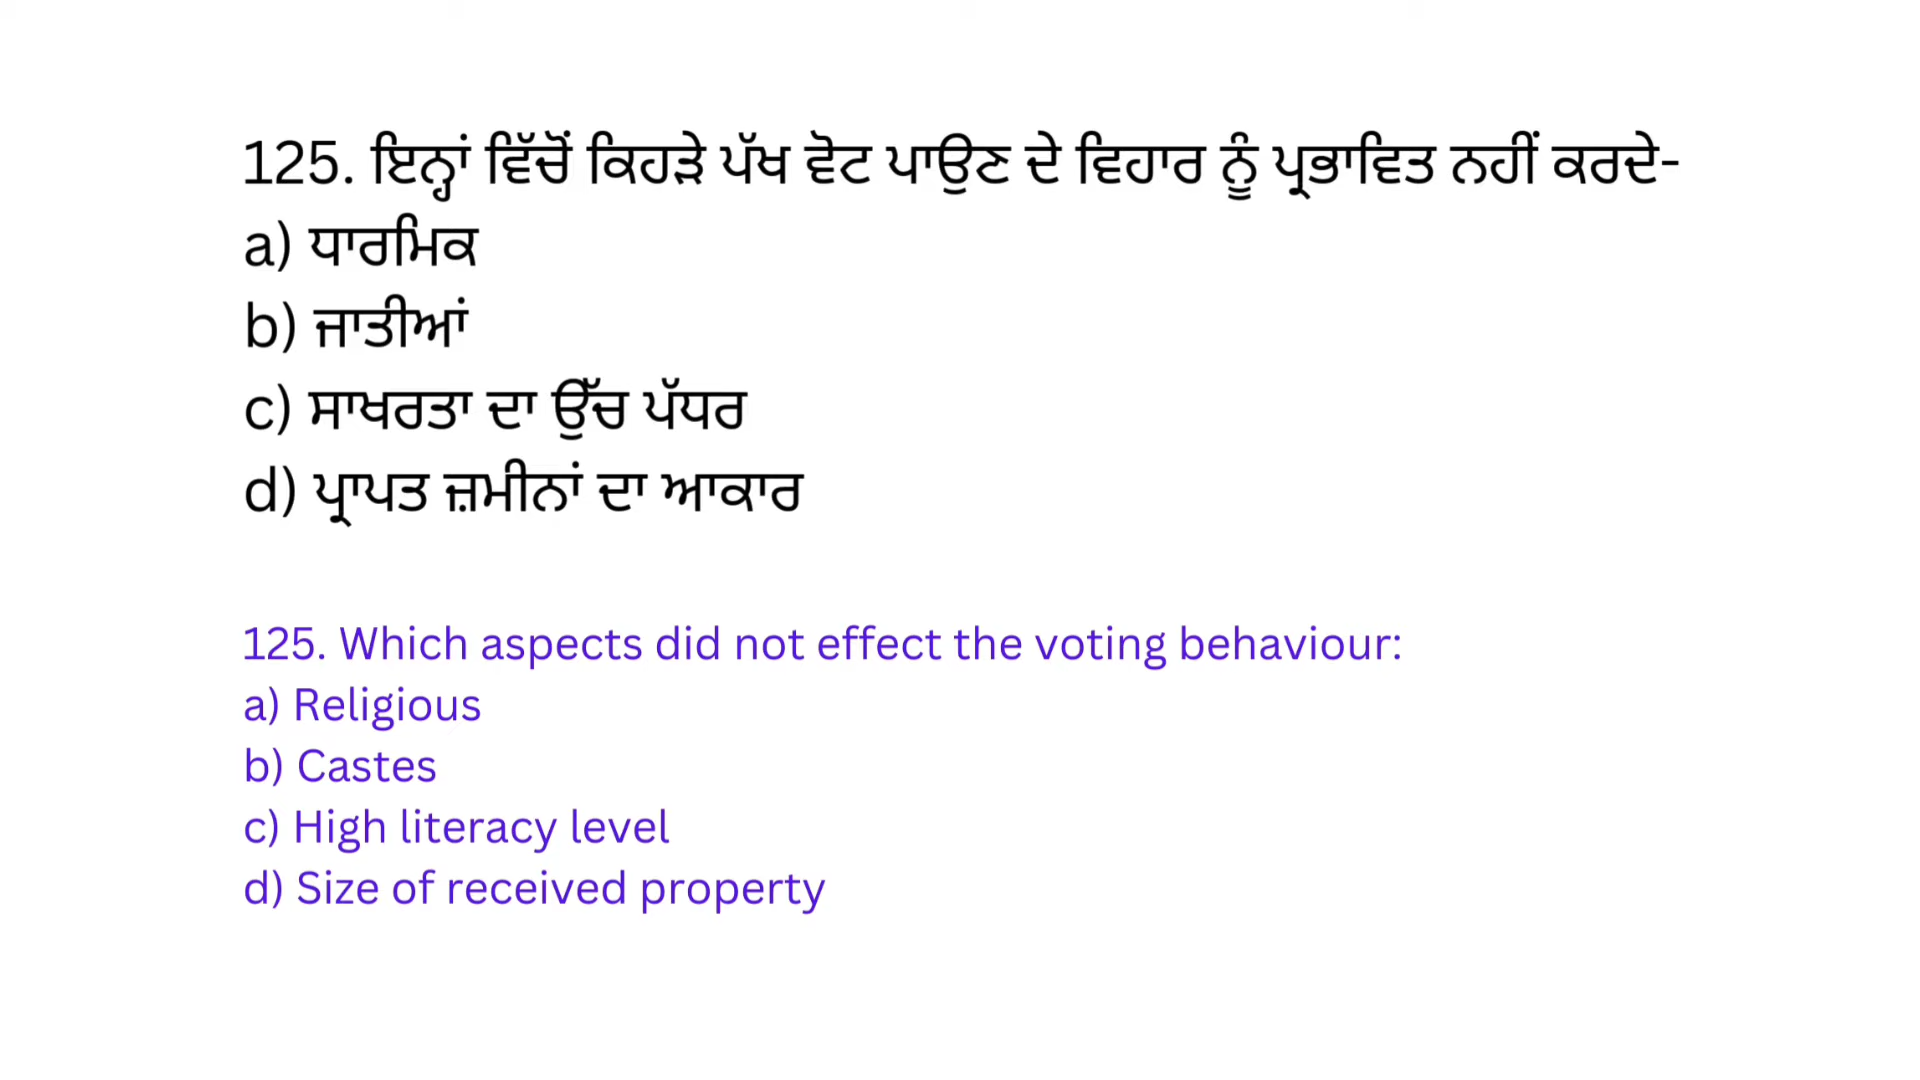 125. ਇਨ੍ਹਾਂ ਵਿੱਚੋਂ ਕਿਹੜੇ ਪੱਖ ਵੋਟ ਪਾਉਣ ਦੇ ਵਿਹਾਰ ਨੂੰ ਪ੍ਰਭਾਵਿਤ ਨਹੀਂ ਕਰਦੇ-
a) ਧਾਰਮਿਕ
b) ਜਾਤੀਆਂ
c) ਸਾਖਰਤਾ ਦਾ ਉੱਚ ਪੱਧਰ
d) ਪ੍ਰਾਪਤ ਜ਼ਮੀਨਾਂ ਦਾ ਆਕਾਰ
125. Which aspects did not effect the voting behaviour:
a) Religious
b) Castes
c) High literacy level
d) Size of received property